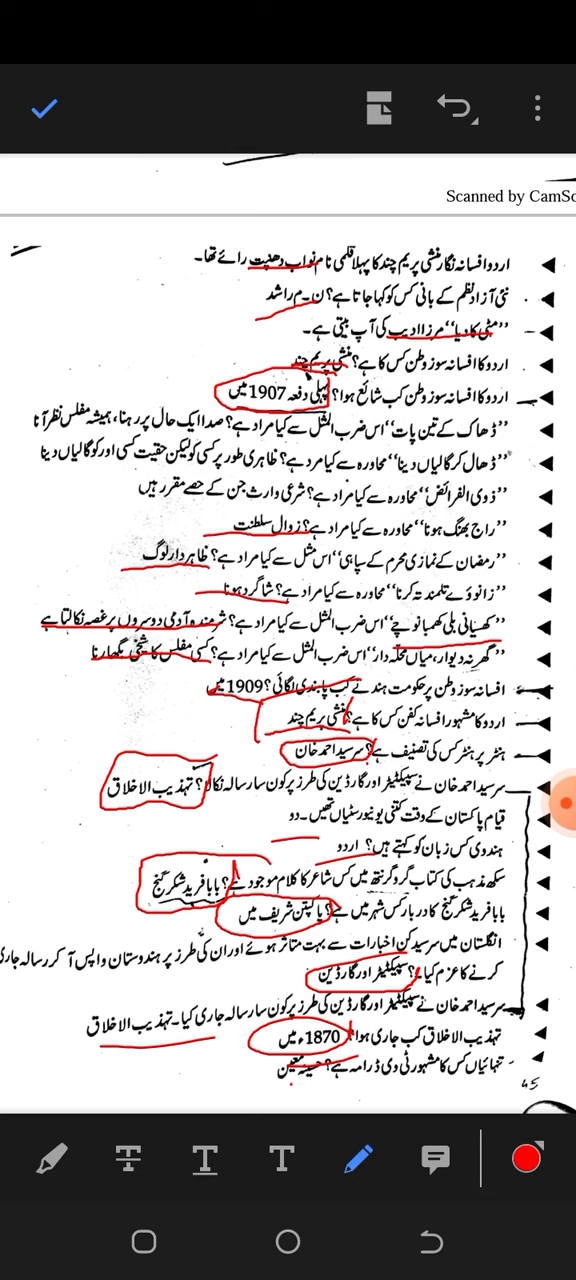 Scanned by CamSc
اردو افسانہ نگار منشی پریم چند کا پہلا قلمی نام نواب دھنپت رائے تھا۔
نئی آزاد نظم کے بانی کس کو کہا جاتا ہے؟ ن۔م راشد
”مٹی کا دیا“ مرزا ادیب کی آپ بیتی ہے۔
اردو کا افسانہ سوز وطن کس کا ہے؟ منشی پریم چند
اردو کا افسانہ سوز وطن کب شائع ہوا؟ پہلی دفعہ 1907 میں
”ڈھاک کے تین پات“ اس ضرب المثل سے کیا مراد ہے؟ صدا ایک حال پر رہنا، ہمیشہ مفلس نظر آنا
”ڈھال کر گالیاں دینا“ محاورہ سے کیا مرد ہے؟ ظاہری طور پر کسی کو لیکن حقیت کسی اور کو گالیاں دینا
”ذوی الفرائض“ محاورہ سے کیا مراد ہے؟ شرعی وارث جن کے حصے مقرر ہیں
”راج بھنگ ہونا“ محاورہ سے کیا مراد ہے؟ زوال سلطنت
”رمضان کے نمازی محرم کے سپاہی“ اس مثل سے کیا مراد ہے؟ ظاہر دار لوگ
”زانوؤے تلمند تہ کرنا“ محاورہ سے کیا مراد ہے؟ شاگرد ہونا
”کھسیانی بلی کھمبا نوچے“ اس ضرب المثل سے کیا مراد ہے؟ شرمندہ آدمی دوسروں پر غصہ نکالتا ہے
”گھر نہ دیوار، میاں محلہ دار“ اس ضرب المثل سے کیا مراد ہے؟ کسی مفلس کا شیخی بگھارنا
افسانہ سوز وطن پر حکومت ہند نے کب پابندی لگائی؟ 1909 میں
اردو کا مشہور افسانہ کفن کس کا ہے؟ منشی پریم چند
ہنٹر پر ہنٹر کس کی تصنیف ہے؟ سرسید احمد خان
سرسید احمد خان نے سپیکٹیٹر اور گارڈین کی طرز پر کون سا رسالہ نکالا؟ تہذیب الاخلاق
قیام پاکستان کے وقت کتنی یونیورسٹیاں تھیں۔ دو
ہندوی کس زبان کو کہتے ہیں؟ اردو
سکھ مذہب کی کتاب گرو گرنتھ میں کس شاعر کا کلام موجود ہے؟ بابا فرید شکر گنج
بابا فرید شکر گنج کا دربار کس شہر میں ہے؟ پاکپتن شریف میں
انگلستان میں سرسید کن اخبارات سے بہت متاثر ہوئے اور ان کی طرز پر ہندوستان واپس آ کر رسالہ جاری
کرنے کا عزم کیا؟ سپیکٹیٹر اور گارڈین
سرسید احمد خان نے سپیکٹیٹر اور گارڈین کی طرز پر کون سا رسالہ جاری کیا۔ تہذیب الاخلاق
تہذیب الاخلاق کب جاری ہوا؟ 1870ء میں
تنہائیاں کس کا مشہور ٹی وی ڈرامہ ہے؟ حسینہ معین
45